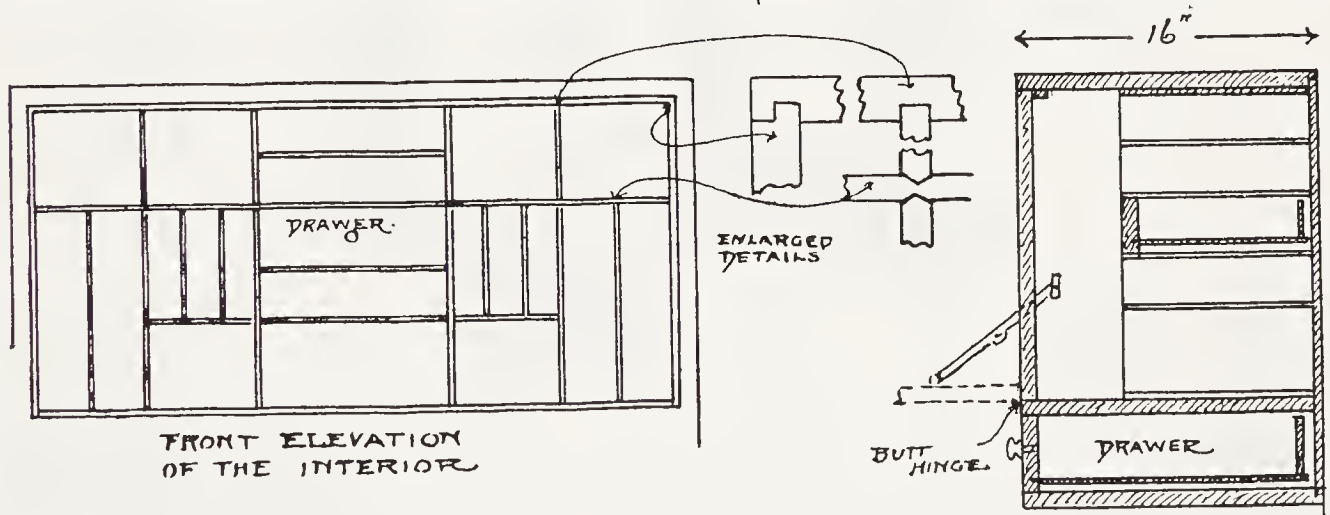 16"
DRAWER.
ENLARGED
DETAILS
FRONT ELEVATION
OF THE INTERIOR
BUTT
HINGE.
DRAWER